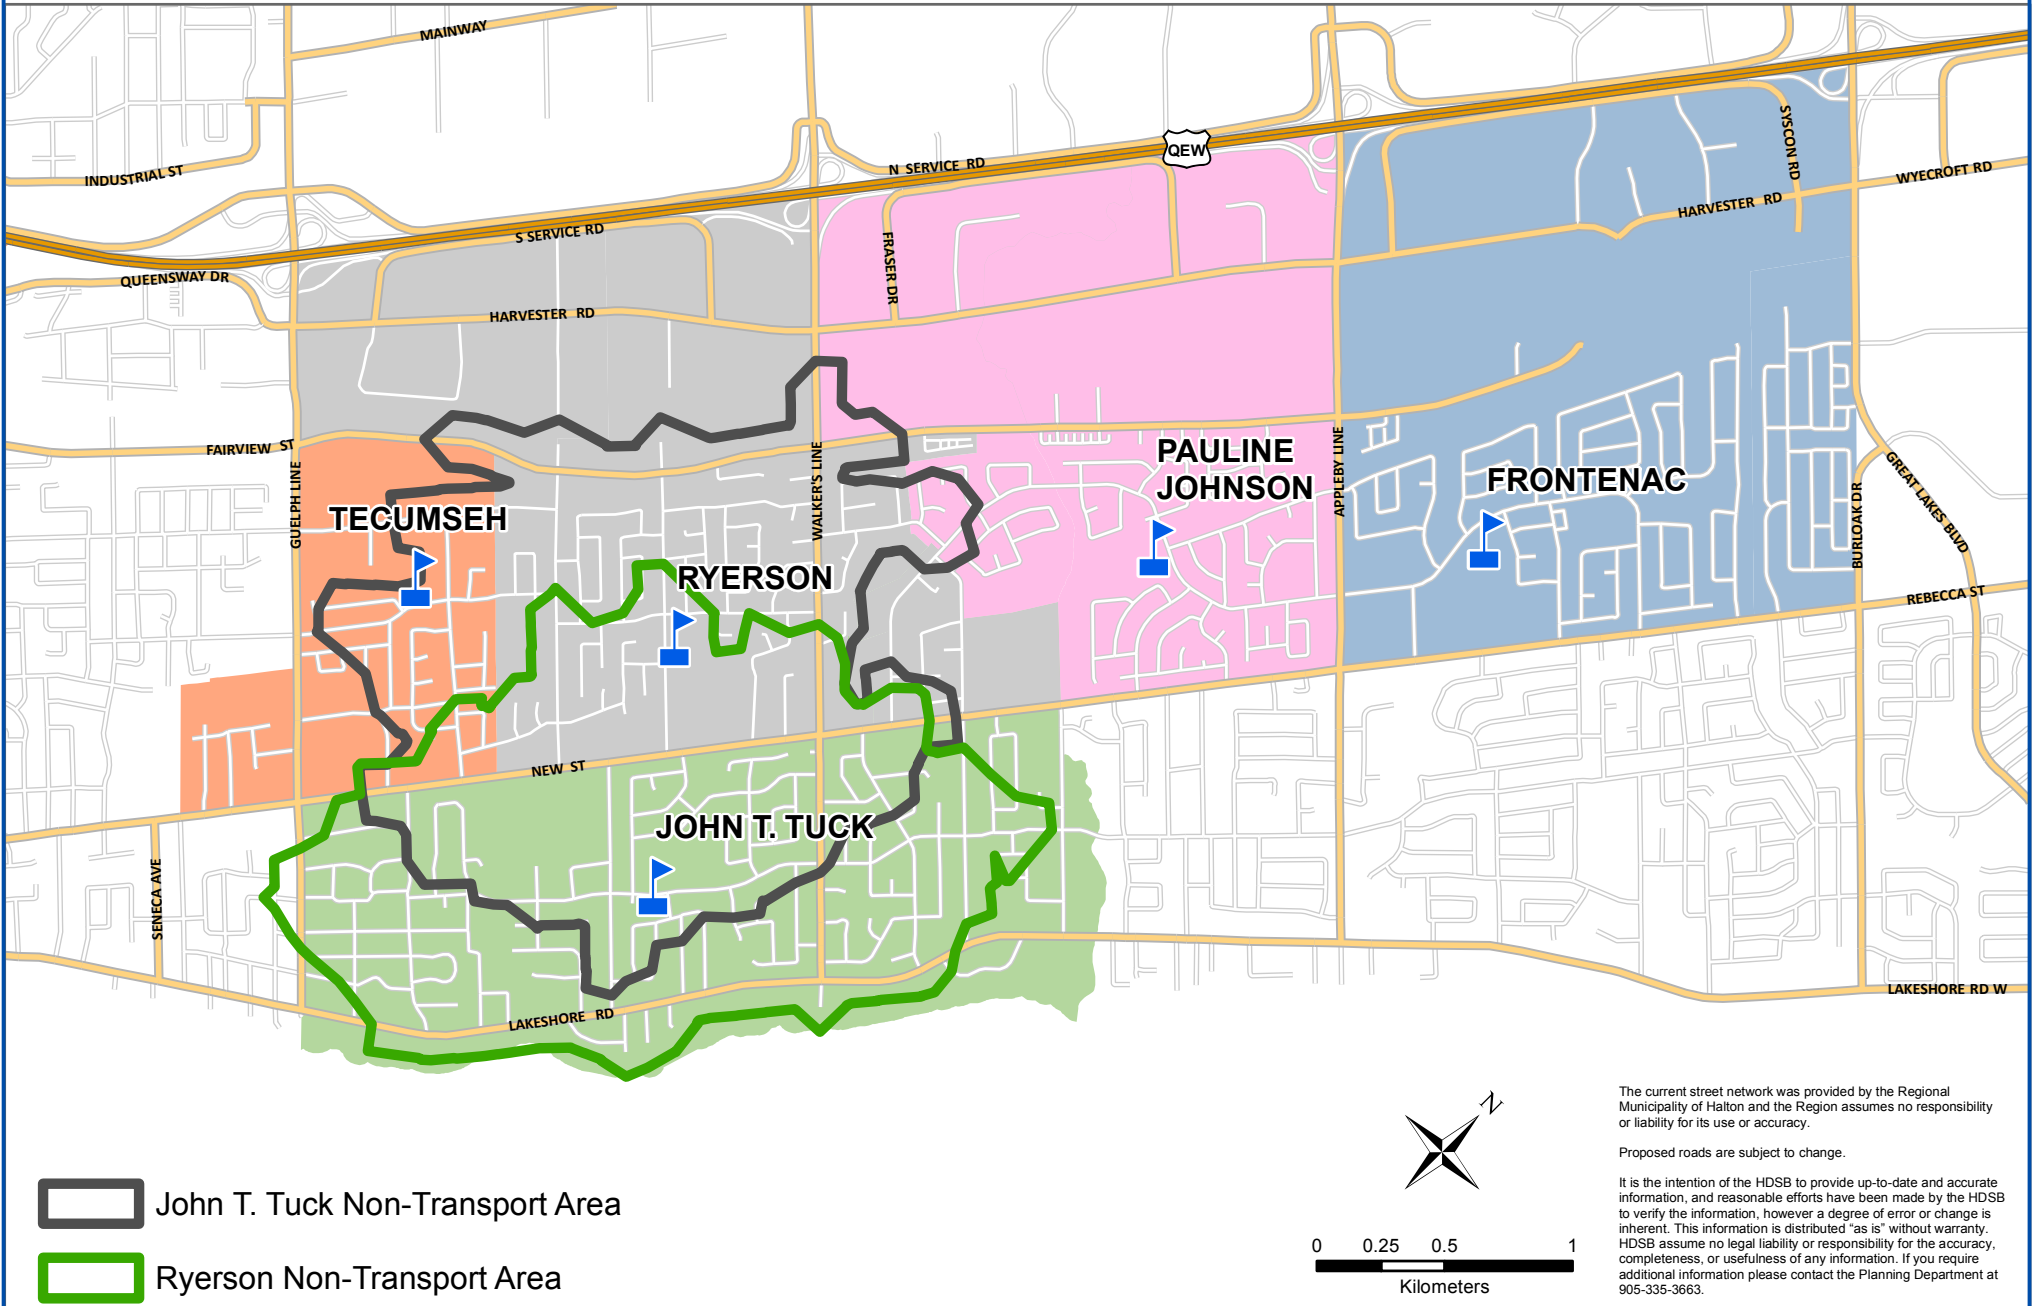 MAINWAY
INDUSTRIAL ST
N SERVICE RD
QEW
SYSCON RD
WYECROFT RD
HARVESTER RD
S SERVICE RD
QUEENSWAY DR
FRASER DR
HARVESTER RD
FAIRVIEW ST
GUELPH LINE
WALKER'S LINE
APPLEBY LINE
BURLOAK DR
GREAT LAKES BLVD
PAULINE
JOHNSON
FRONTENAC
TECUMSEH
RYERSON
REBECCA ST
NEW ST
JOHN T. TUCK
SENECA AVE
LAKESHORE RD
LAKESHORE RD W
N
The current street network was provided by the Regional
Municipality of Halton and the Region assumes no responsibility
or liability for its use or accuracy.
Proposed roads are subject to change.
It is the intention of the HDSB to provide up-to-date and accurate
information, and reasonable efforts have been made by the HDSB
to verify the information, however a degree of error or change is
inherent. This information is distributed “as is” without warranty.
HDSB assume no legal liability or responsibility for the accuracy,
completeness, or usefulness of any information. If you require
additional information please contact the Planning Department at
905-335-3663.
John T. Tuck Non-Transport Area
Ryerson Non-Transport Area
0 0.25 0.5 1
Kilometers